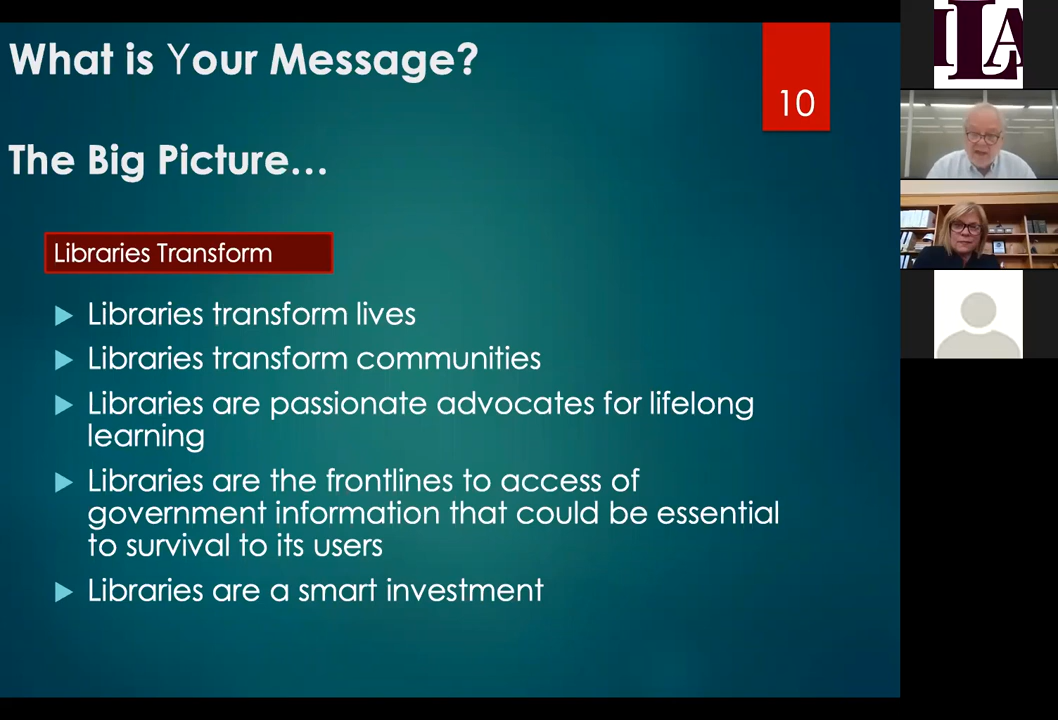 What is Your Message?
10
The Big Picture...
Libraries Transform
Libraries transform lives
Libraries transform communities
Libraries are passionate advocates for lifelong
learning
Libraries are the frontlines to access of
government information that could be essential
to survival to its users
Libraries are a smart investment
ILA